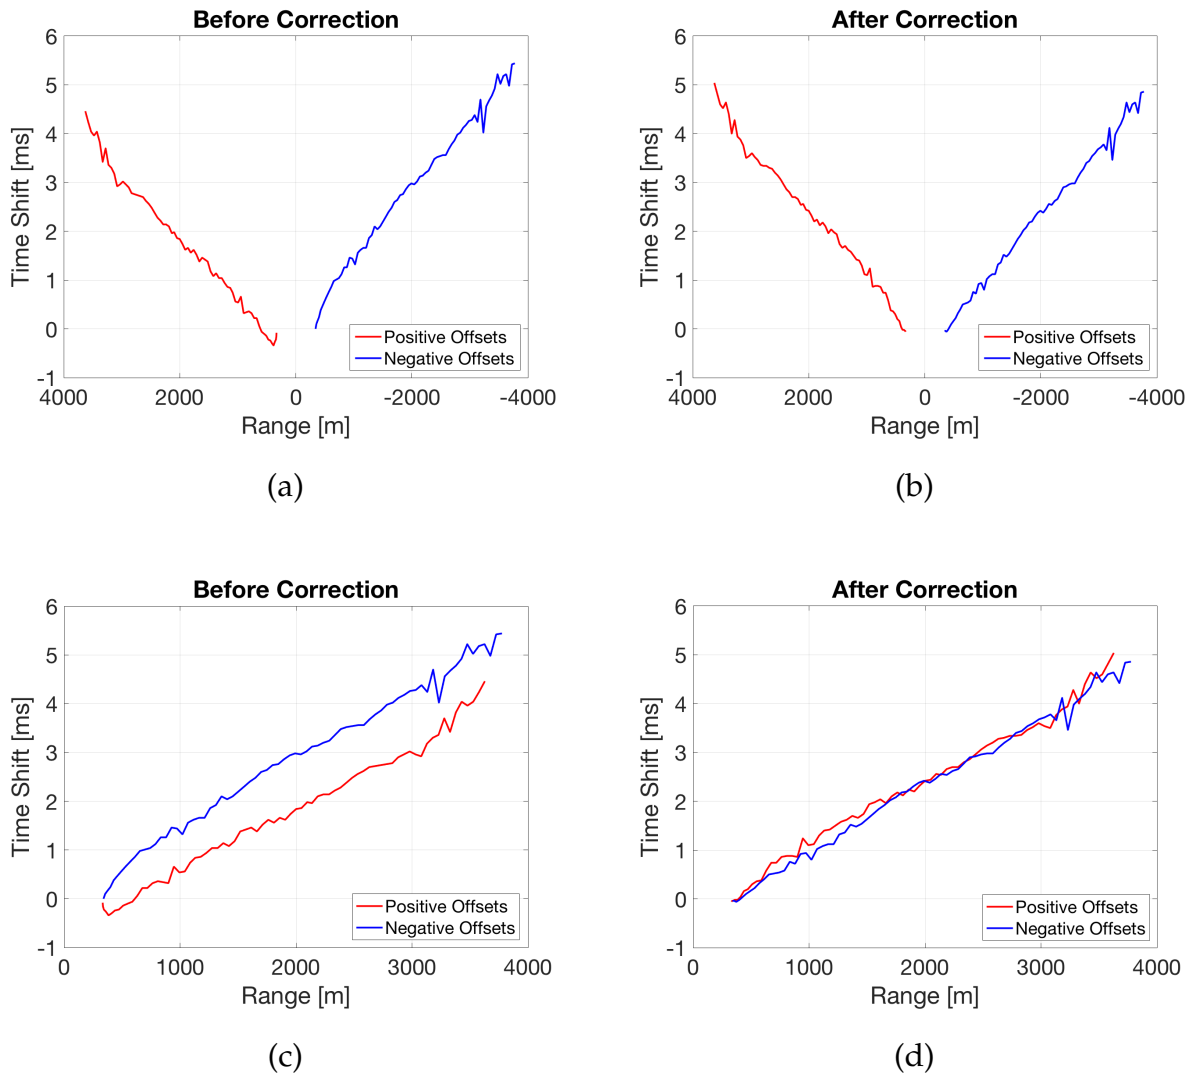 Before Correction
6
5
4
3
2
1
0
-1
Time Shift [ms]
4000 2000 0 -2000 -4000
Range [m]
Positive Offsets
Negative Offsets
(a)
After Correction
6
5
4
3
2
1
0
-1
Time Shift [ms]
4000 2000 0 -2000 -4000
Range [m]
Positive Offsets
Negative Offsets
(b)
Before Correction
6
5
4
3
2
1
0
-1
Time Shift [ms]
0 1000 2000 3000 4000
Range [m]
Positive Offsets
Negative Offsets
(c)
After Correction
6
5
4
3
2
1
0
-1
Time Shift [ms]
0 1000 2000 3000 4000
Range [m]
Positive Offsets
Negative Offsets
(d)